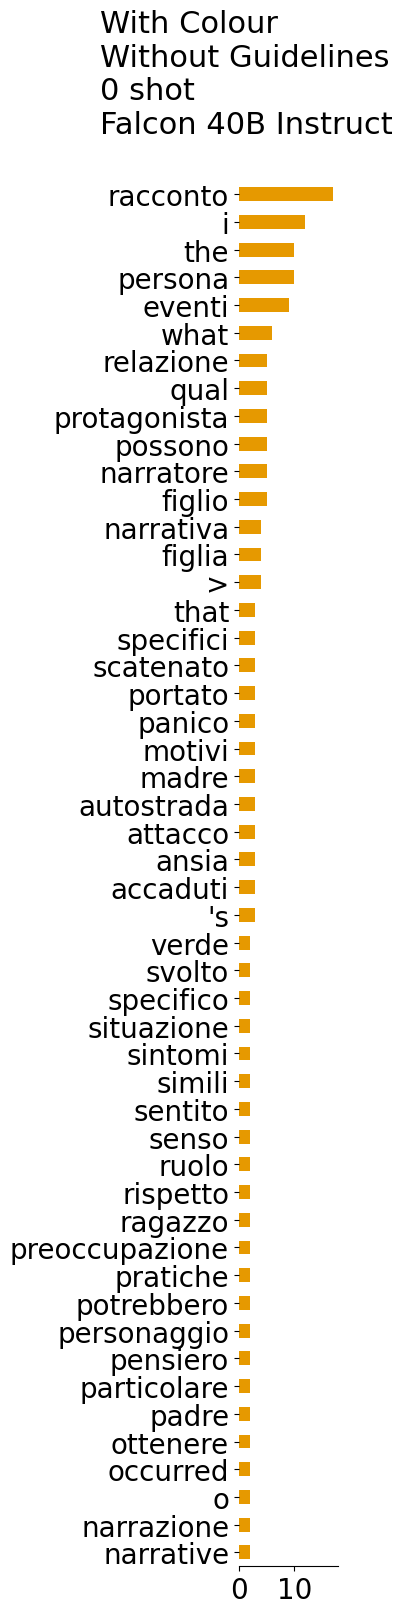 With Colour
Without Guidelines
0 shot
Falcon 40B Instruct
racconto
i
the
persona
eventi
what
relazione
qual
protagonista
possono
narratore
figlio
narrativa
figlia
>
that
specifici
scatenato
portato
panico
motivi
madre
autostrada
attacco
ansia
accaduti
's
verde
svolto
specifico
situazione
sintomi
simili
sentito
senso
ruolo
rispetto
ragazzo
preoccupazione
pratiche
potrebbero
personaggio
pensiero
particolare
padre
ottenere
occurred
o
narrazione
narrative
0 10